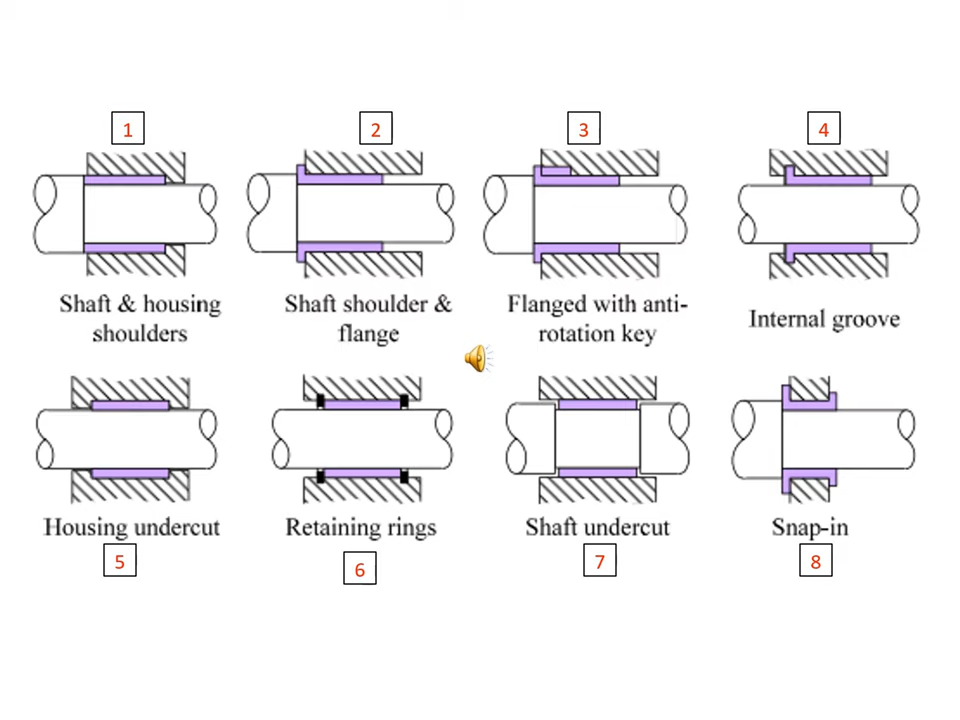 1
2
3
4
Shaft & housing
shoulders
Shaft shoulder &
flange
Flanged with anti-
rotation key
Internal groove
Housing undercut
Retaining rings
Shaft undercut
Snap-in
5
6
7
8